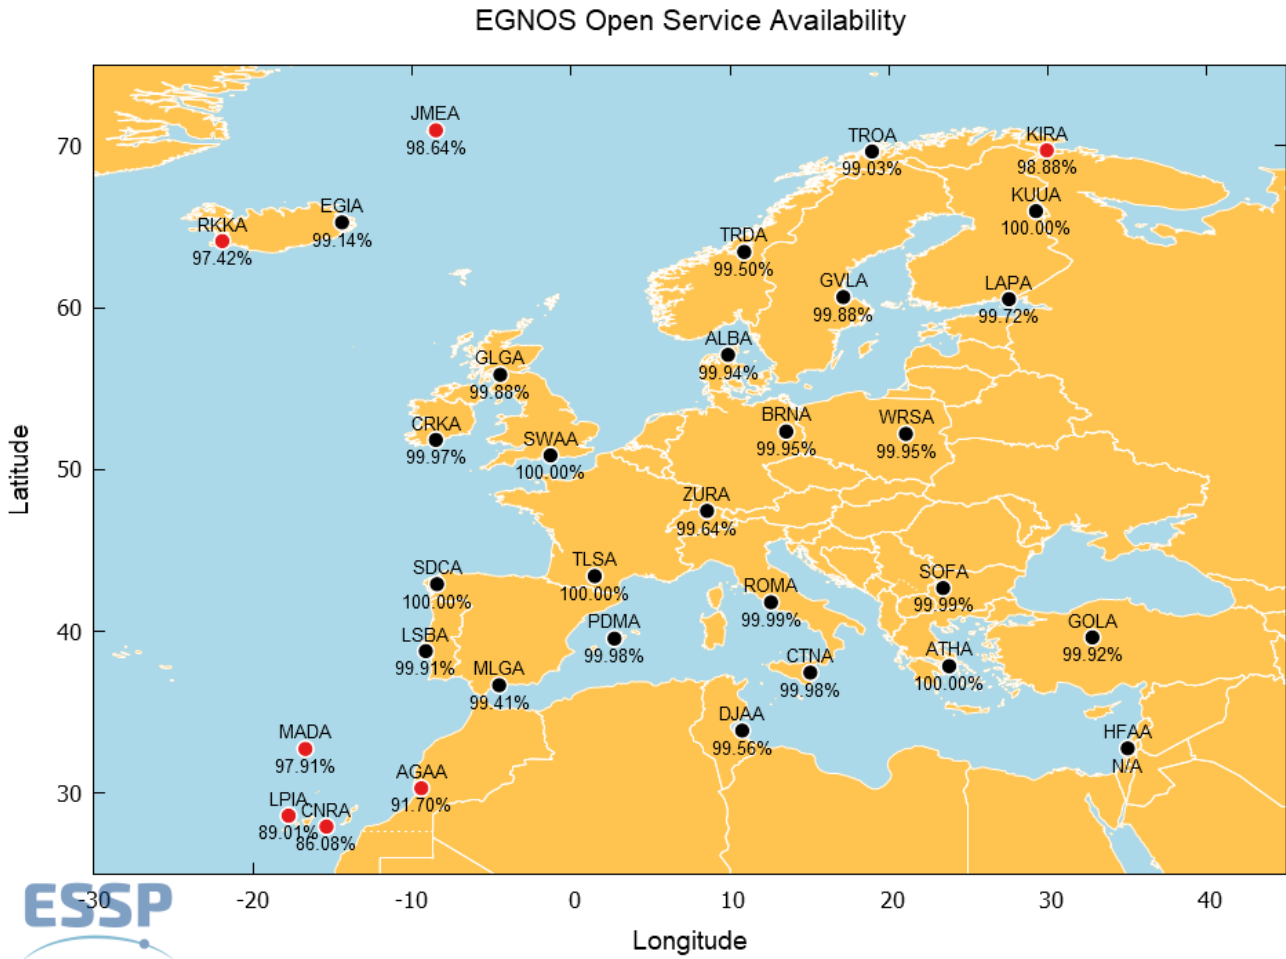 EGNOS Open Service Availability
JMEA
98.64%
TROA
99.03%
KIRA
98.88%
KUUA
100.00%
EGIA
99.14%
RKKA
97.42%
TRDA
99.50%
GVLA
99.88%
LAPA
99.72%
ALBA
99.94%
GLGA
99.88%
CRKA
99.97%
SWAA
100.00%
BRNA
99.95%
WRSA
99.95%
ZURA
99.64%
SDCA
100.00%
TLSA
100.00%
ROMA
99.99%
SOFA
99.99%
LSBA
99.91%
PDMA
99.98%
GOLA
99.92%
MLGA
99.41%
CTNA
99.98%
ATHA
100.00%
MADA
97.91%
DJAA
99.56%
HFAA
N/A
AGAA
91.70%
LPIA
89.01%
CNRA
86.08%
70
60
50
40
30
Latitude
-30
-20
-10
0
10
20
30
40
Longitude
ESSP